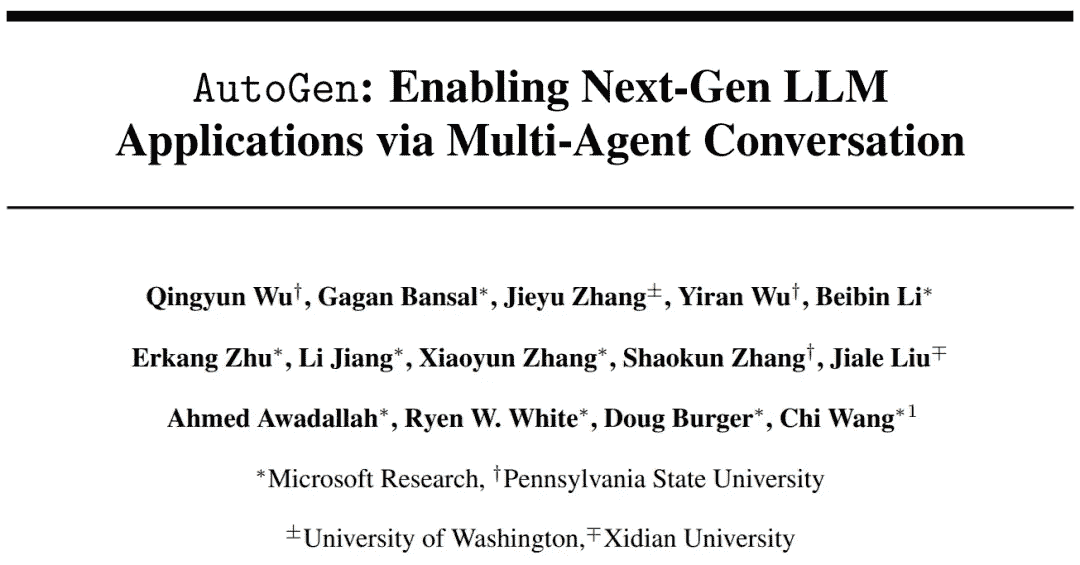 AutoGen: Enabling Next-Gen LLM
Applications via Multi-Agent Conversation
Qingyun Wu†, Gagan Bansal*, Jieyu Zhang±, Yiran Wu†, Beibin Li*
Erkang Zhu*, Li Jiang*, Xiaoyun Zhang*, Shaokun Zhang†, Jiale Liu∓
Ahmed Awadallah*, Ryen W. White*, Doug Burger*, Chi Wang*1
*Microsoft Research, †Pennsylvania State University
±University of Washington,∓Xidian University